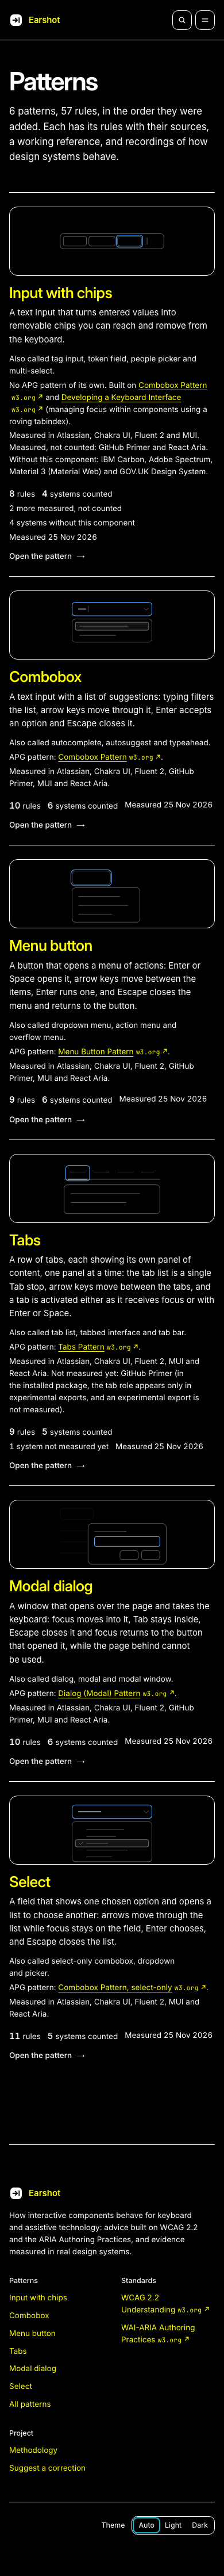 Earshot
Patterns
6 patterns, 57 rules, in the order they were
added. Each has its rules with their sources,
a working reference, and recordings of how
design systems behave.
Input with chips
A text input that turns entered values into
removable chips you can reach and remove from
the keyboard.
Also called tag input, token field, people picker and
multi-select.
No APG pattern of its own. Built on Combobox Pattern
w3.org ↗ and Developing a Keyboard Interface
w3.org ↗ (managing focus within components using a
roving tabindex).
Measured in Atlassian, Chakra UI, Fluent 2 and MUI.
Measured, not counted: GitHub Primer and React Aria.
Without this component: IBM Carbon, Adobe Spectrum,
Material 3 (Material Web) and GOV.UK Design System.
8 rules 4 systems counted
2 more measured, not counted
4 systems without this component
Measured 25 Nov 2026
Open the pattern →
Combobox
A text input with a list of suggestions: typing filters
the list, arrow keys move through it, Enter accepts
an option and Escape closes it.
Also called autocomplete, autosuggest and typeahead.
APG pattern: Combobox Pattern w3.org ↗.
Measured in Atlassian, Chakra UI, Fluent 2, GitHub
Primer, MUI and React Aria.
10 rules 6 systems counted Measured 25 Nov 2026
Open the pattern →
Menu button
A button that opens a menu of actions: Enter or
Space opens it, arrow keys move between the
items, Enter runs one, and Escape closes the
menu and returns to the button.
Also called dropdown menu, action menu and
overflow menu.
APG pattern: Menu Button Pattern w3.org ↗.
Measured in Atlassian, Chakra UI, Fluent 2, GitHub
Primer, MUI and React Aria.
9 rules 6 systems counted Measured 25 Nov 2026
Open the pattern →
Tabs
A row of tabs, each showing its own panel of
content, one panel at a time: the tab list is a single
Tab stop, arrow keys move between the tabs, and
a tab is activated either as it receives focus or with
Enter or Space.
Also called tab list, tabbed interface and tab bar.
APG pattern: Tabs Pattern w3.org ↗.
Measured in Atlassian, Chakra UI, Fluent 2, MUI and
React Aria. Not measured yet: GitHub Primer (in
the installed package, the tab role appears only in
experimental exports, and an experimental export is
not measured).
9 rules 5 systems counted
1 system not measured yet Measured 25 Nov 2026
Open the pattern →
Modal dialog
A window that opens over the page and takes the
keyboard: focus moves into it, Tab stays inside,
Escape closes it and focus returns to the button
that opened it, while the page behind cannot
be used.
Also called dialog, modal and modal window.
APG pattern: Dialog (Modal) Pattern w3.org ↗.
Measured in Atlassian, Chakra UI, Fluent 2, GitHub
Primer, MUI and React Aria.
10 rules 6 systems counted Measured 25 Nov 2026
Open the pattern →
Select
A field that shows one chosen option and opens a
list to choose another: arrows move through the
list while focus stays on the field, Enter chooses,
and Escape closes the list.
Also called select-only combobox, dropdown
and picker.
APG pattern: Combobox Pattern, select-only w3.org ↗.
Measured in Atlassian, Chakra UI, Fluent 2, MUI and
React Aria.
11 rules 5 systems counted Measured 25 Nov 2026
Open the pattern →
Earshot
How interactive components behave for keyboard
and assistive technology: advice built on WCAG 2.2
and the ARIA Authoring Practices, and evidence
measured in real design systems.
Patterns
Input with chips
Combobox
Menu button
Tabs
Modal dialog
Select
All patterns
Standards
WCAG 2.2
Understanding w3.org ↗
WAI-ARIA Authoring
Practices w3.org ↗
Project
Methodology
Suggest a correction
Theme Auto Light Dark